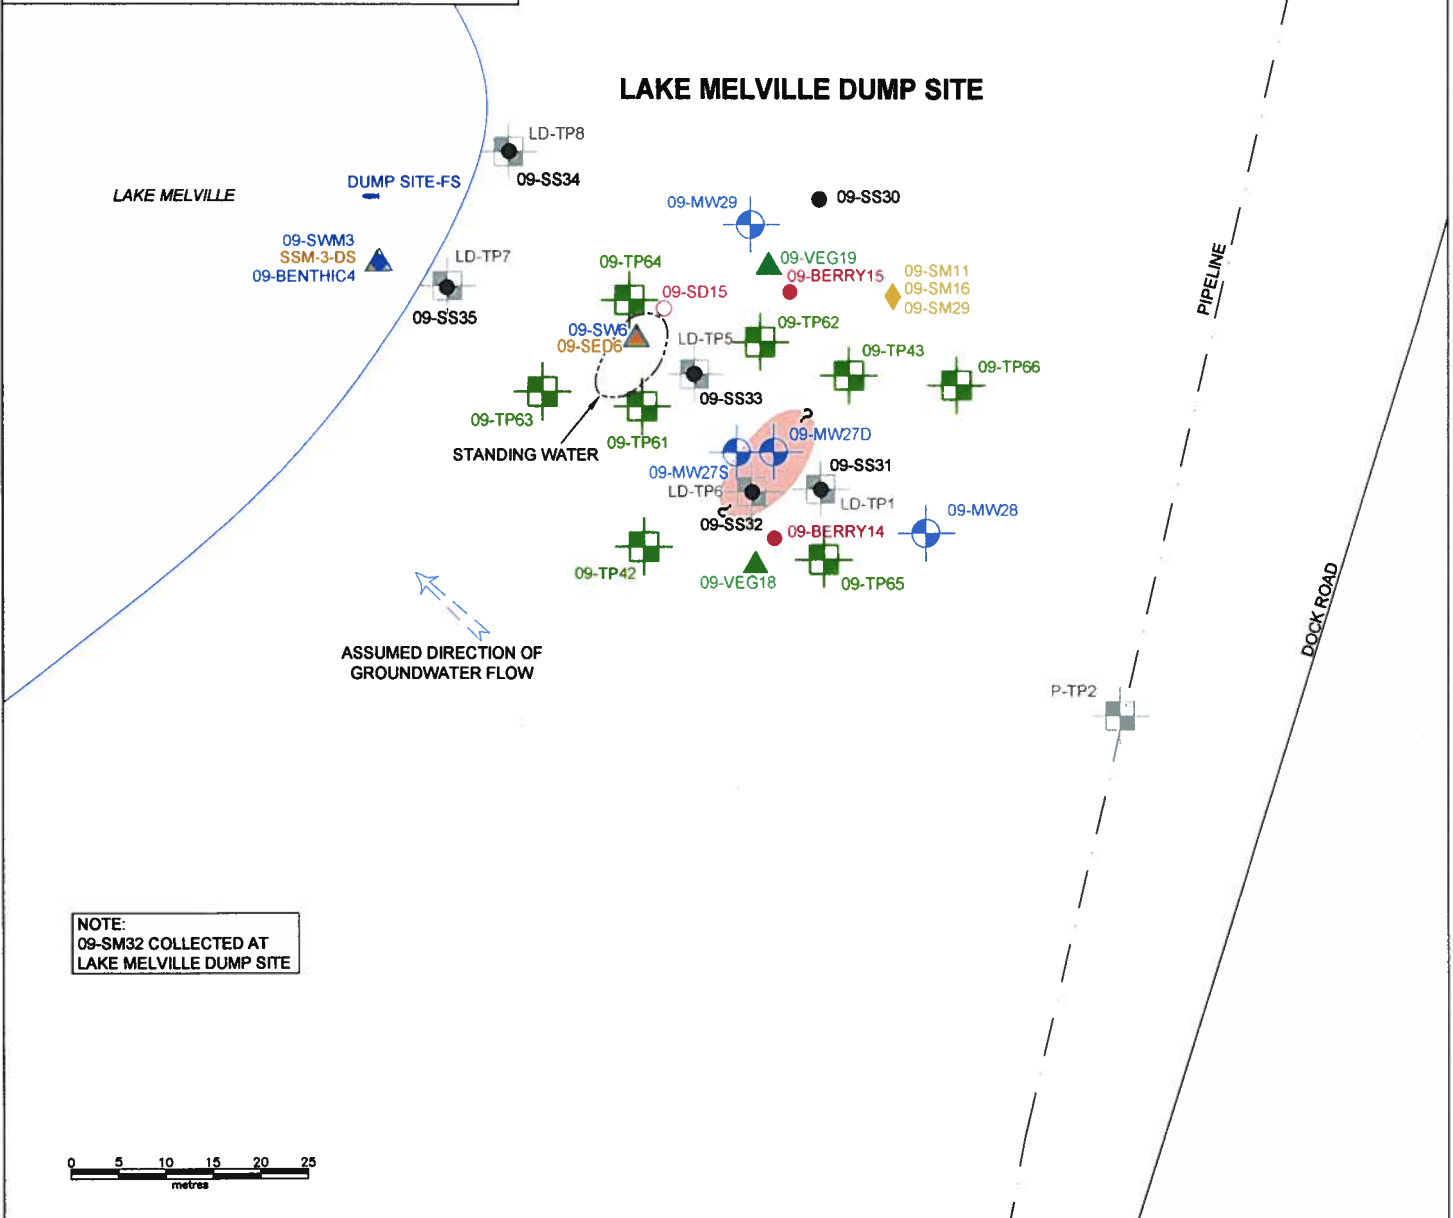 LAKE MELVILLE DUMP SITE
LD-TP8
09-SS34
DUMP SITE-FS
LAKE MELVILLE
09-MW29
09-SS30
09-SWM3
SSM-3-DS
09-BENTHIC4
LD-TP7
09-SS35
09-TP64
09-SD15
09-VEG19
09-BERRY15
09-SM11
09-SM16
09-SM29
PIPELINE
09-SW6
09-SED6
LD-TP5
09-SS33
09-TP62
09-TP43
09-TP66
09-TP63
09-TP61
STANDING WATER
?
09-MW27D
09-MW27S
09-SS31
LD-TP6
LD-TP1
?
09-SS32
09-MW28
09-BERRY14
09-TP42
09-VEG18
09-TP65
DOCK ROAD
ASSUMED DIRECTION OF
GROUNDWATER FLOW
P-TP2
NOTE:
09-SM32 COLLECTED AT
LAKE MELVILLE DUMP SITE
0 5 10 15 20 25
metres